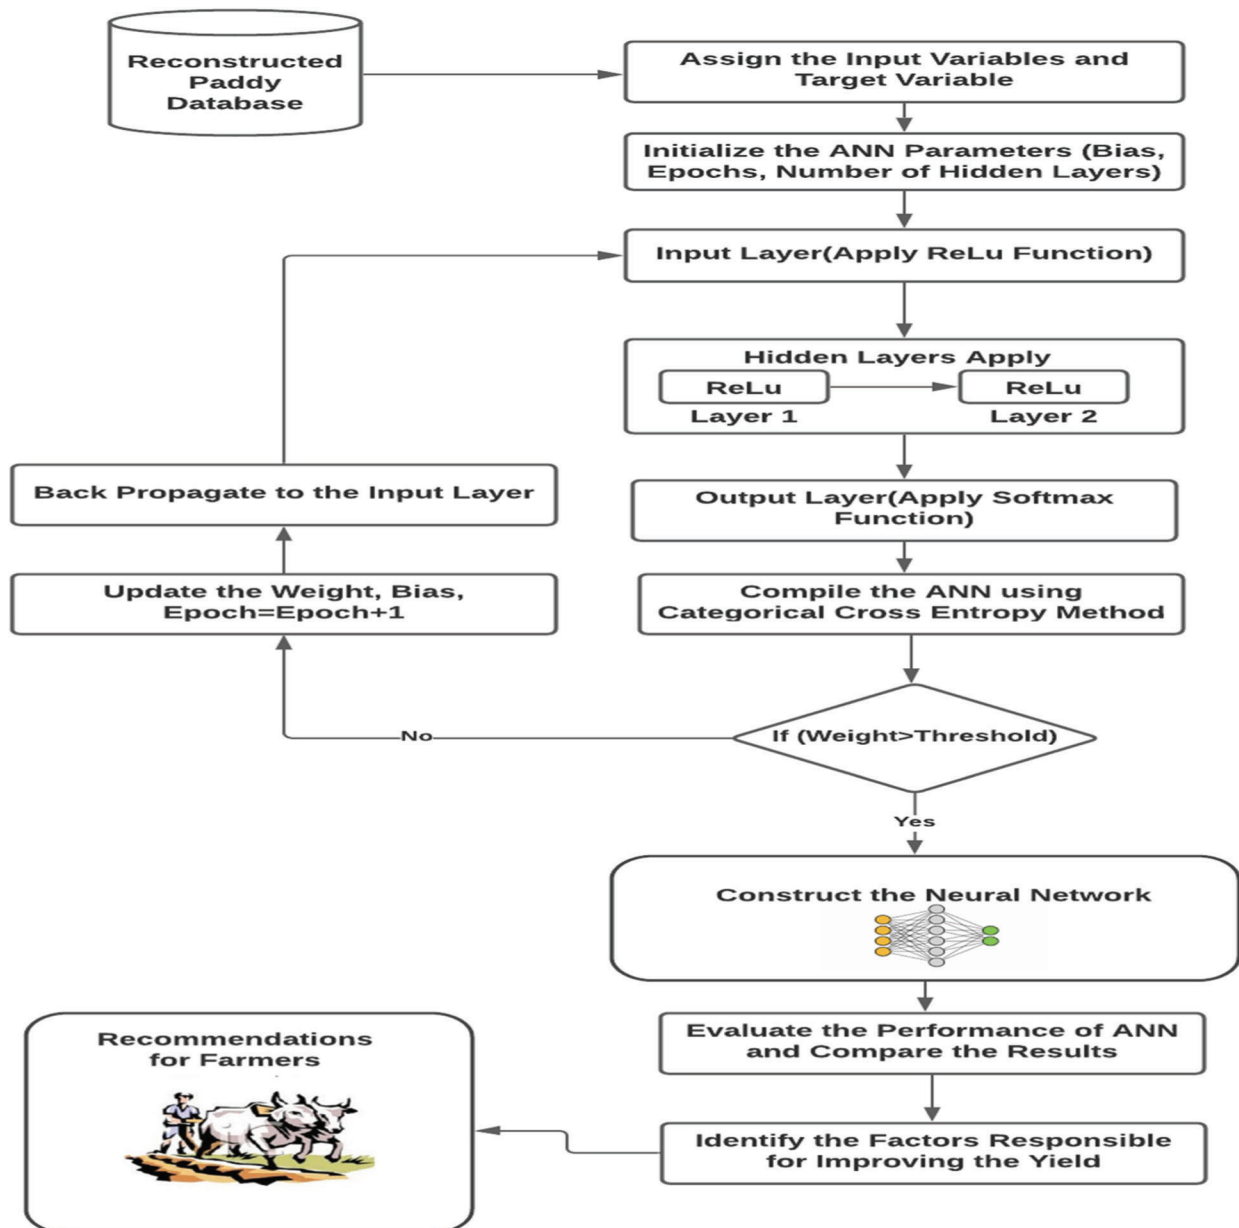 Reconstructed
Paddy
Database
Assign the Input Variables and
Target Variable
Initialize the ANN Parameters (Bias,
Epochs, Number of Hidden Layers)
Input Layer(Apply ReLu Function)
Hidden Layers Apply
ReLu
ReLu
Layer 1
Layer 2
Back Propagate to the Input Layer
Output Layer(Apply Softmax
Function)
Update the Weight, Bias,
Epoch=Epoch+1
Compile the ANN using
Categorical Cross Entropy Method
If (Weight>Threshold)
No
Yes
Construct the Neural Network
Evaluate the Performance of ANN
and Compare the Results
Recommendations
for Farmers
Identify the Factors Responsible
for Improving the Yield